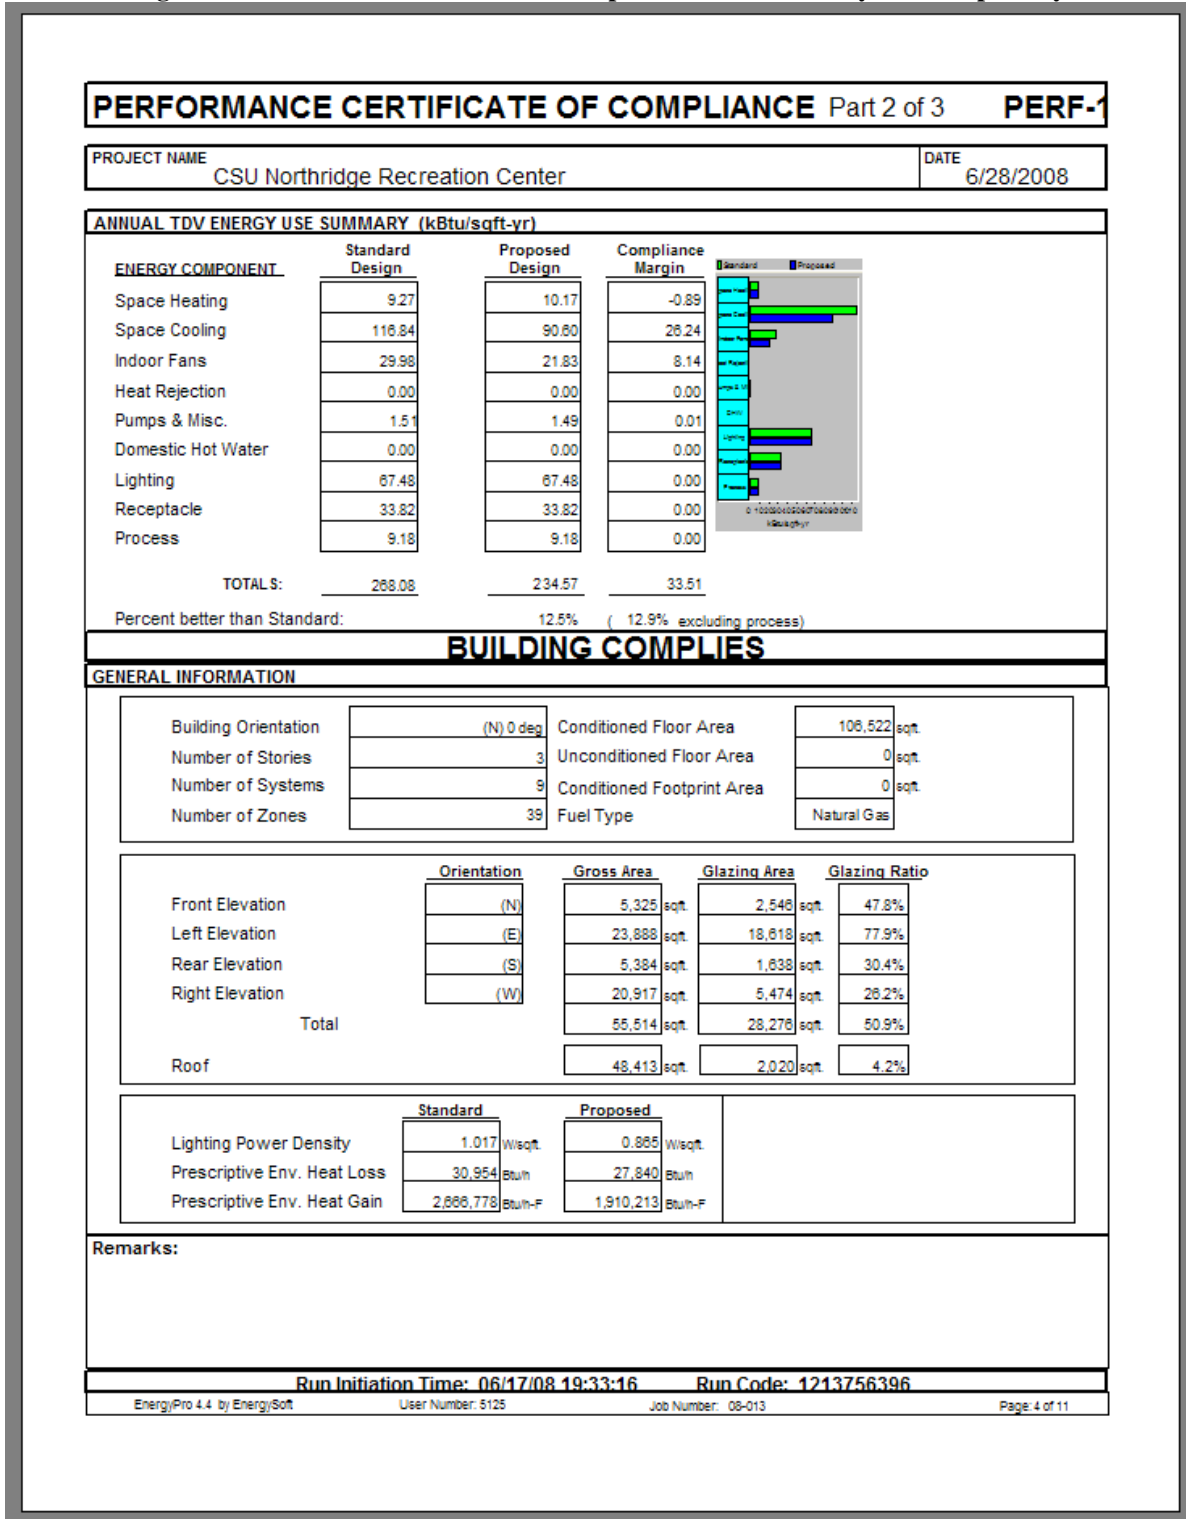 PERFORMANCE CERTIFICATE OF COMPLIANCE Part 2 of 3 PERF-1
PROJECT NAME DATE
CSU Northridge Recreation Center 6/28/2008
ANNUAL TDV ENERGY USE SUMMARY (kBtu/sqft-yr)
ENERGY COMPONENT Standard Design Proposed Design Compliance Margin
Standard Proposed
Space Heating 9.27 10.17 -0.89
Space Cooling 116.84 90.60 26.24
Indoor Fans 29.98 21.83 8.14
Heat Rejection 0.00 0.00 0.00
Pumps & Misc. 1.51 1.49 0.01
Domestic Hot Water 0.00 0.00 0.00
Lighting 67.48 67.48 0.00
Receptacle 33.82 33.82 0.00
Process 9.18 9.18 0.00
DHW
Lighting
Process
kBtu/sqft-yr
TOTALS: 268.08 234.57 33.51
Percent better than Standard: 12.5% ( 12.9% excluding process)
BUILDING COMPLIES
GENERAL INFORMATION
Building Orientation (N) 0 deg Conditioned Floor Area 106,522 sqft.
Number of Stories 3 Unconditioned Floor Area 0 sqft.
Number of Systems 9 Conditioned Footprint Area 0 sqft.
Number of Zones 39 Fuel Type Natural Gas
Orientation Gross Area Glazing Area Glazing Ratio
Front Elevation (N) 5,325 sqft. 2,546 sqft. 47.8%
Left Elevation (E) 23,888 sqft. 18,618 sqft. 77.9%
Rear Elevation (S) 5,384 sqft. 1,638 sqft. 30.4%
Right Elevation (W) 20,917 sqft. 5,474 sqft. 26.2%
Total 55,514 sqft. 28,276 sqft. 50.9%
Roof 48,413 sqft. 2,020 sqft. 4.2%
Standard Proposed
Lighting Power Density 1.017 W/sqft. 0.865 W/sqft.
Prescriptive Env. Heat Loss 30,954 Btu/h 27,840 Btu/h
Prescriptive Env. Heat Gain 2,666,778 Btu/h-F 1,910,213 Btu/h-F
Remarks:
Run Initiation Time: 06/17/08 19:33:16 Run Code: 1213756396
EnergyPro 4.4 by EnergySoft User Number: 5125 Job Number: 08-013 Page:4 of 11